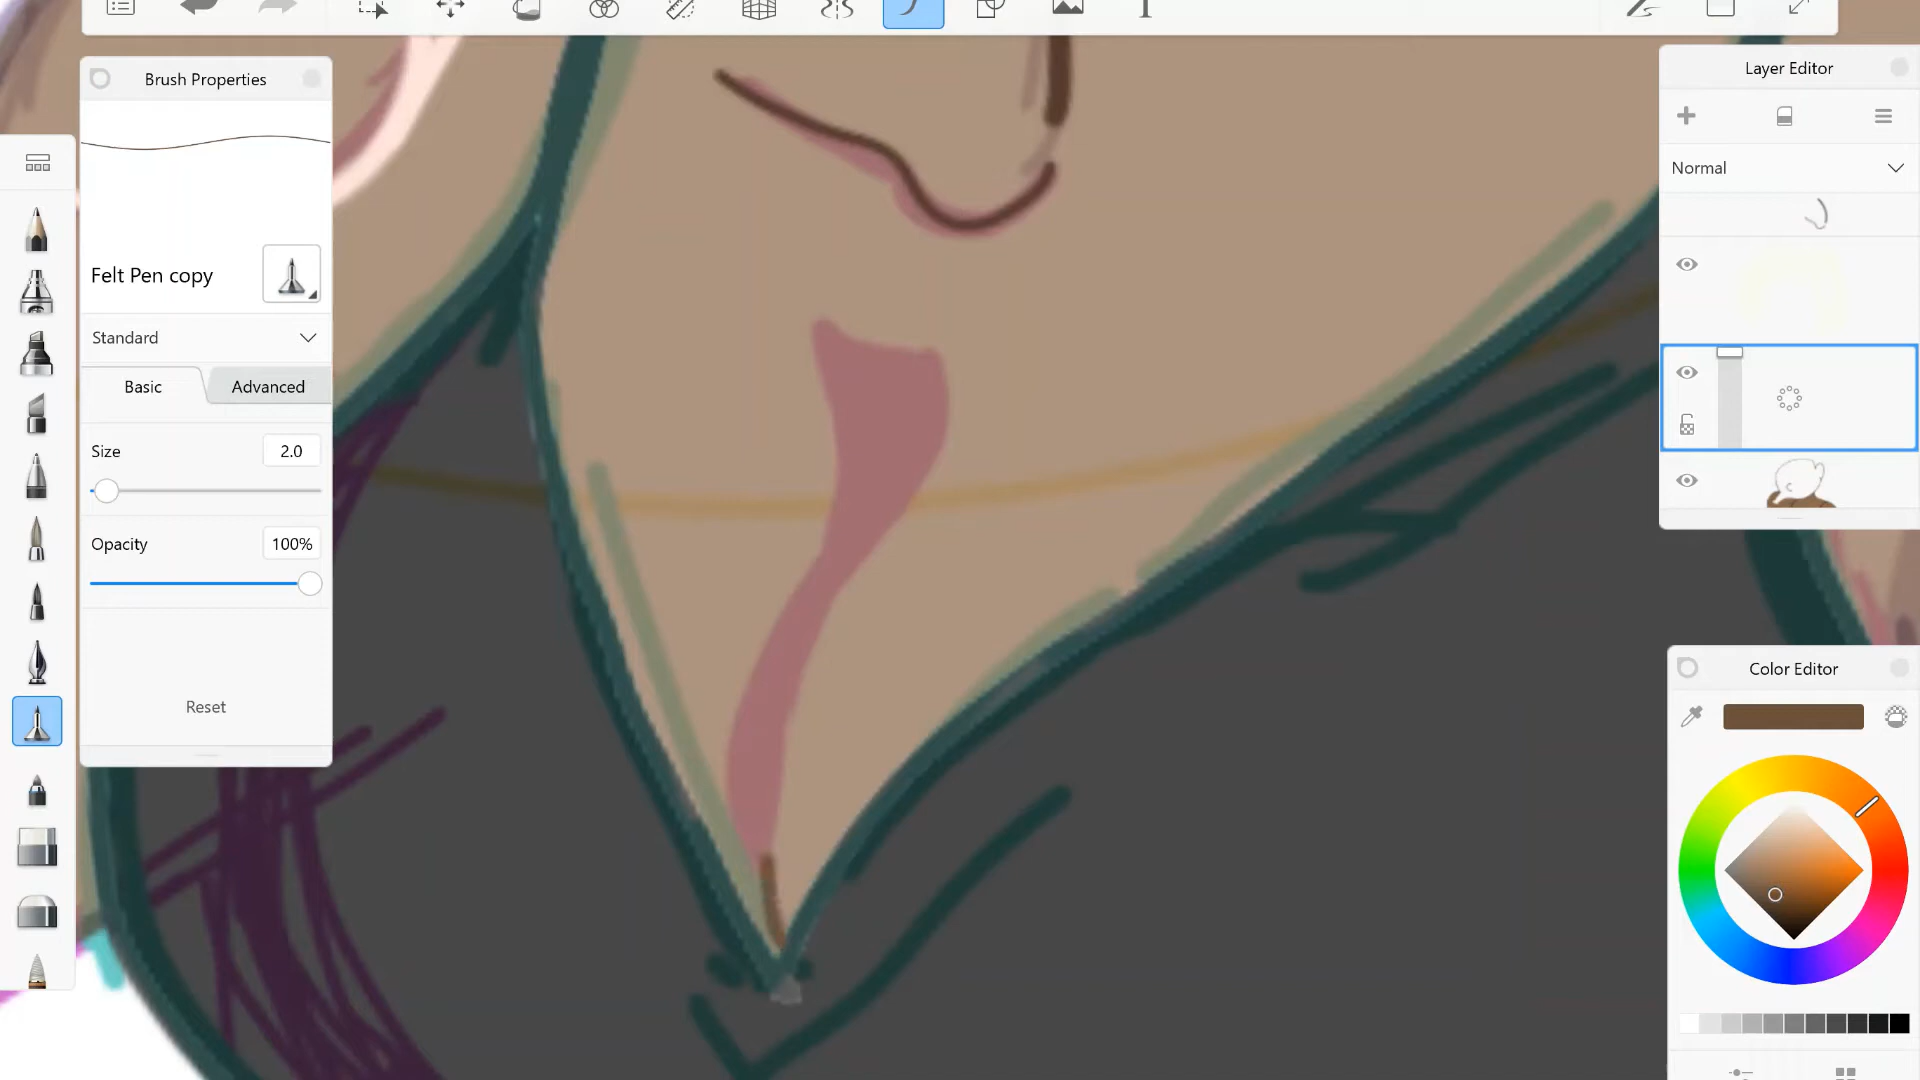 T
Brush Properties
Felt Pen copy
Standard
Basic
Advanced
Size
2.0
Opacity
100%
Reset
Layer Editor
Normal
Color Editor